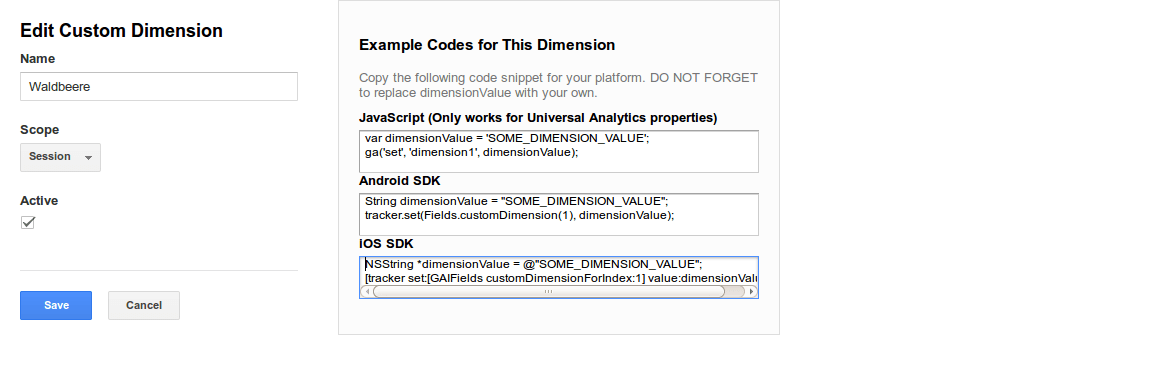 Edit Custom Dimension
Name
Waldbeere
Scope
Session
Active
Save
Cancel
Example Codes for This Dimension
Copy the following code snippet for your platform. DO NOT FORGET
to replace dimensionValue with your own.
JavaScript (Only works for Universal Analytics properties)
var dimensionValue = 'SOME_DIMENSION_VALUE';
ga('set', 'dimension1', dimensionValue);
Android SDK
String dimensionValue = "SOME_DIMENSION_VALUE";
tracker.set(Fields.customDimension(1), dimensionValue);
iOS SDK
NSString *dimensionValue = @"SOME_DIMENSION_VALUE";
[tracker set:[GAIFields customDimensionForIndex:1] value:dimensionValu